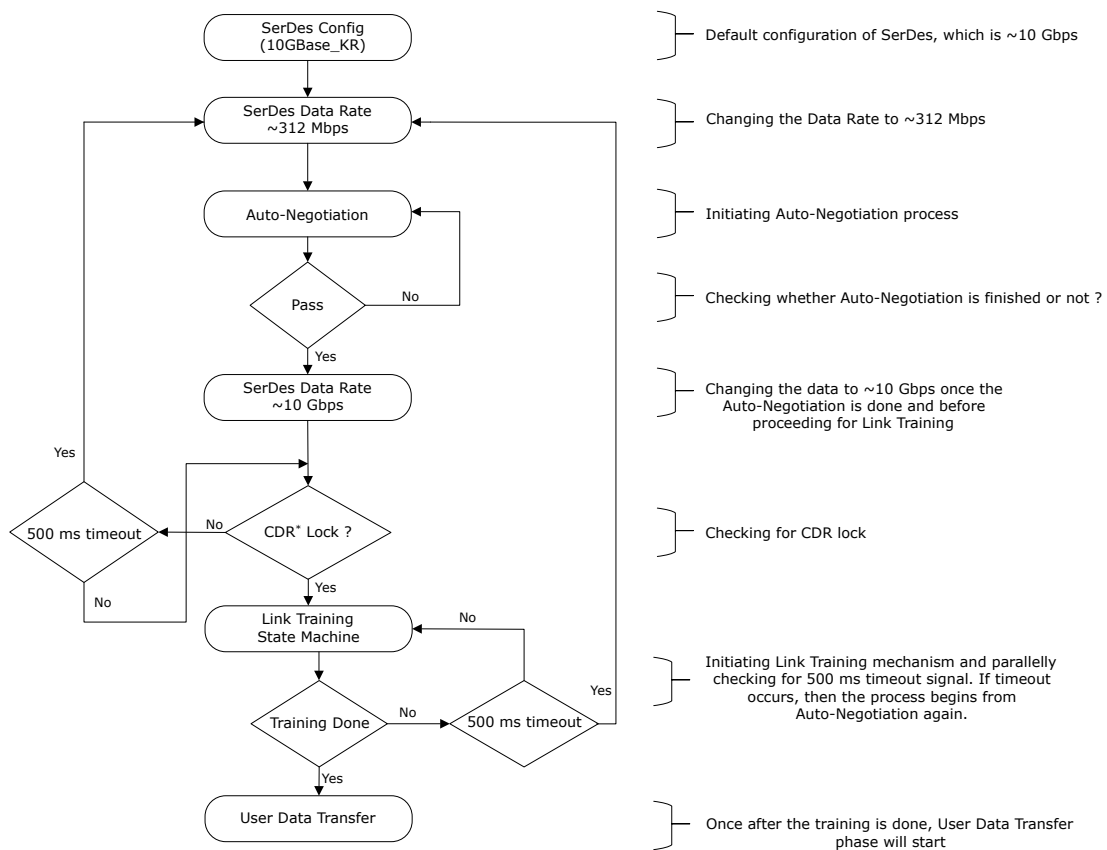 SerDes Config
(10GBase_KR)
Default configuration of SerDes, which is ~10 Gbps
SerDes Data Rate
~312 Mbps
Changing the Data Rate to ~312 Mbps
Auto-Negotiation
Initiating Auto-Negotiation process
Pass
No
Checking whether Auto-Negotiation is finished or not ?
Yes
SerDes Data Rate
~10 Gbps
Changing the data to ~10 Gbps once the
Auto-Negotiation is done and before
proceeding for Link Training
Yes
500 ms timeout
No
CDR* Lock ?
Checking for CDR lock
No
Yes
Link Training
State Machine
No
Initiating Link Training mechanism and parallelly
checking for 500 ms timeout signal. If timeout
occurs, then the process begins from
Auto-Negotiation again.
Training Done
No
500 ms timeout
Yes
Yes
User Data Transfer
Once after the training is done, User Data Transfer
phase will start